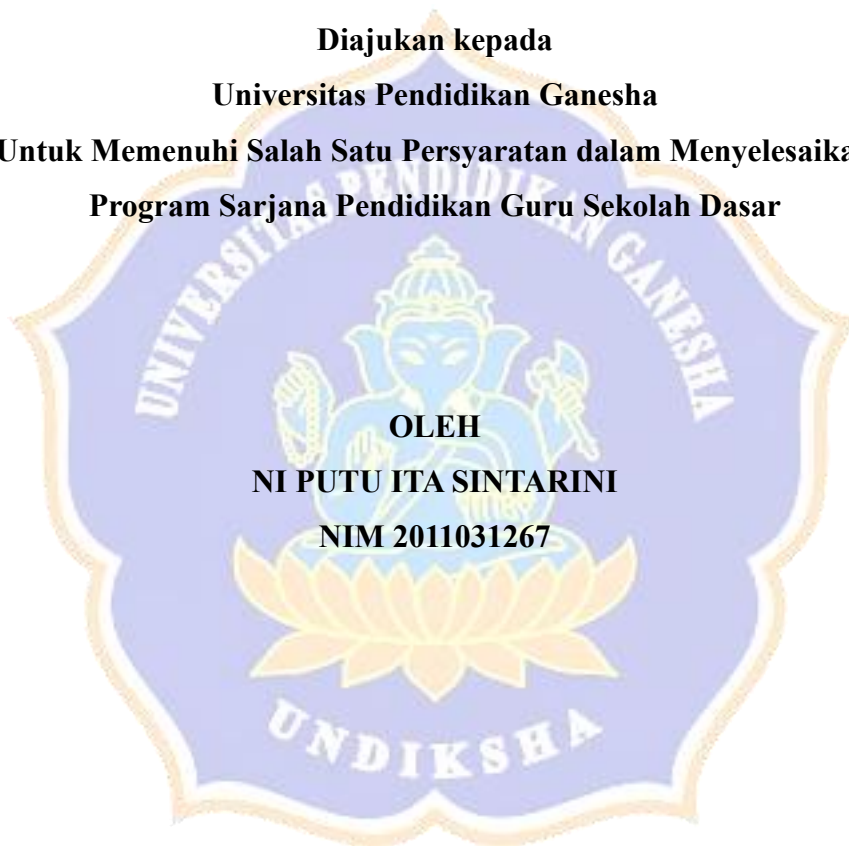 Diajukan kepada
Universitas Pendidikan Ganesha
Untuk Memenuhi Salah Satu Persyaratan dalam Menyelesaika
Program Sarjana Pendidikan Guru Sekolah Dasar
UNIVERSITAS PENDIDIKAN GANESHA
OLEH
NI PUTU ITA SINTARINI
NIM 2011031267
UNDIKSHA